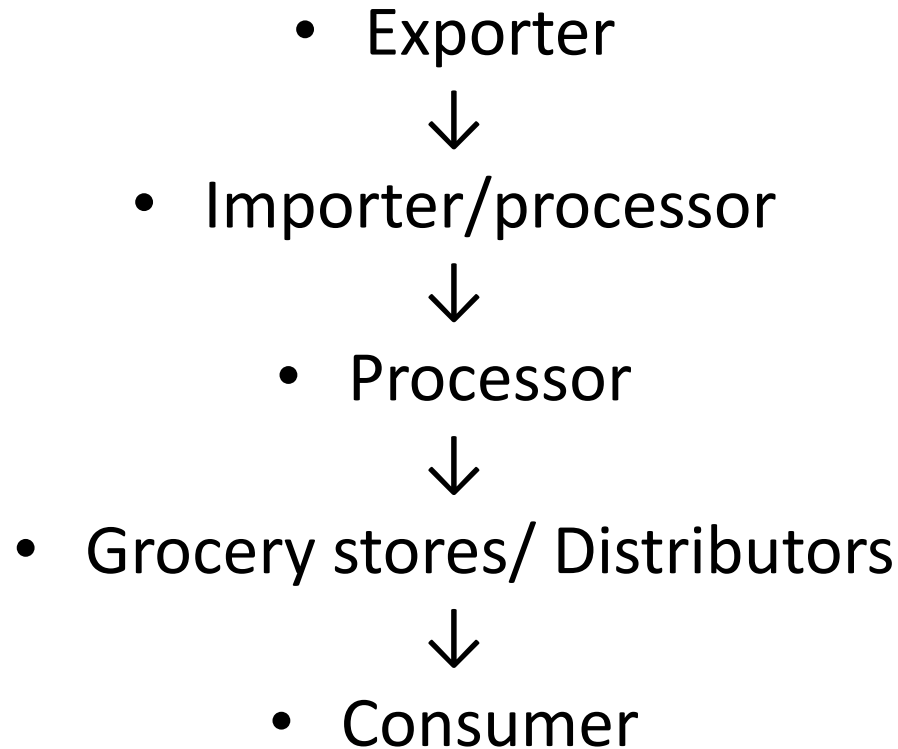 • Exporter
↓
• Importer/processor
↓
• Processor
↓
• Grocery stores/ Distributors
↓
• Consumer